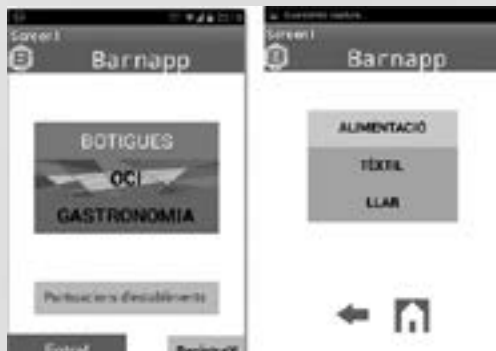 Screen1
Barnapp
BOTIGUES
OCI
GASTRONOMIA
Puntuacions d'establiments
Screen1
Barnapp
ALIMENTACIÓ
TÈXTIL
LLAR